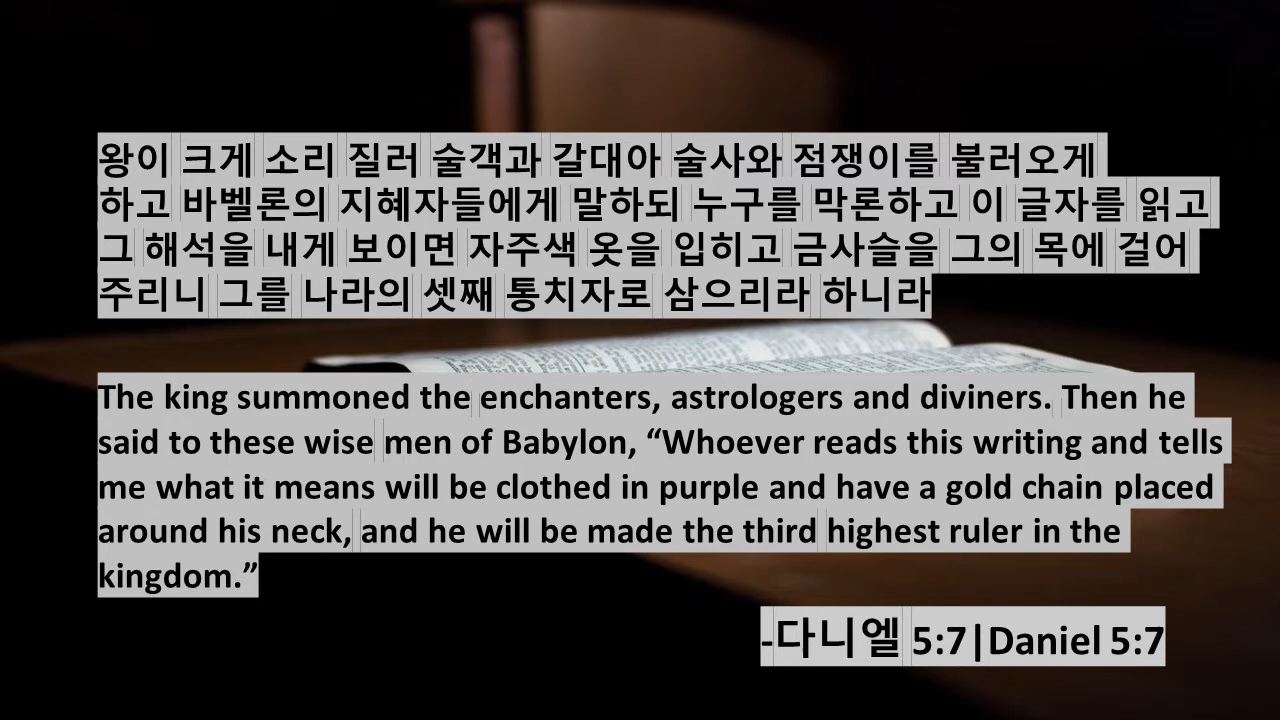 왕이 크게 소리 질러 술객과 갈대아 술사와 점쟁이를 불러오게
하고 바벨론의 지혜자들에게 말하되 누구를 막론하고 이 글자를 읽고
그 해석을 내게 보이면 자주색 옷을 입히고 금사슬을 그의 목에 걸어
주리니 그를 나라의 셋째 통치자로 삼으리라 하니라
The king summoned the enchanters, astrologers and diviners. Then he
said to these wise men of Babylon, “Whoever reads this writing and tells
me what it means will be clothed in purple and have a gold chain placed
around his neck, and he will be made the third highest ruler in the
kingdom.”
-다니엘 5:7|Daniel 5:7